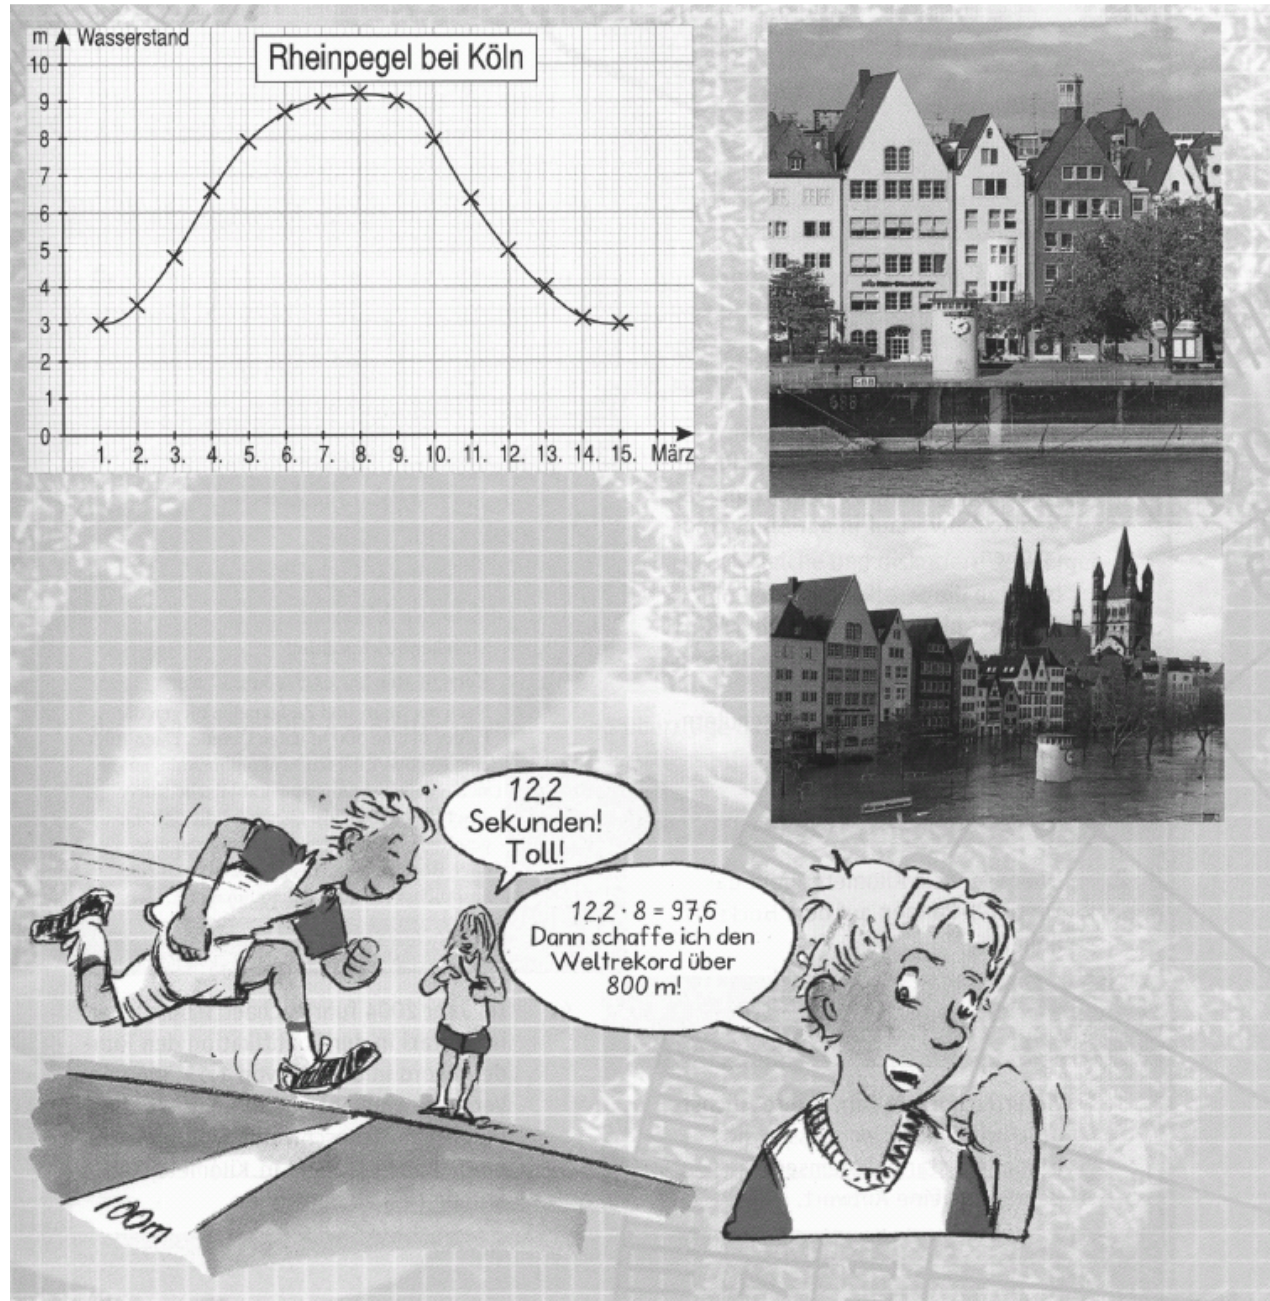 m Wasserstand
Rheinpegel bei Köln
10
9
8
7
6
5
4
3
2
1
0
1. 2. 3. 4. 5. 6. 7. 8. 9. 10. 11. 12. 13. 14. 15. März
688
12,2
Sekunden!
Toll!
12,2 · 8 = 97,6
Dann schaffe ich den
Weltrekord über
800 m!
100m